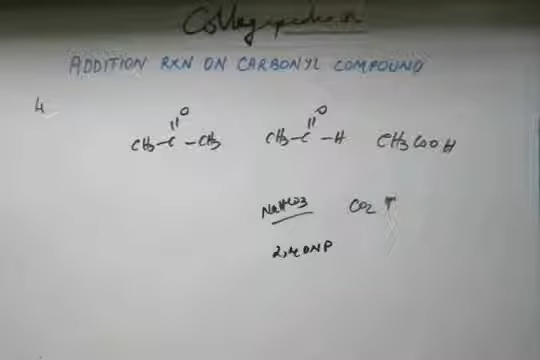 Collegepedia
ADDITION RXN ON CARBONYL COMPOUND
4
O O
CH3-C-CH3 CH3-C-H CH3COOH
NaHCO3 CO2 ↑
2,4 DNP